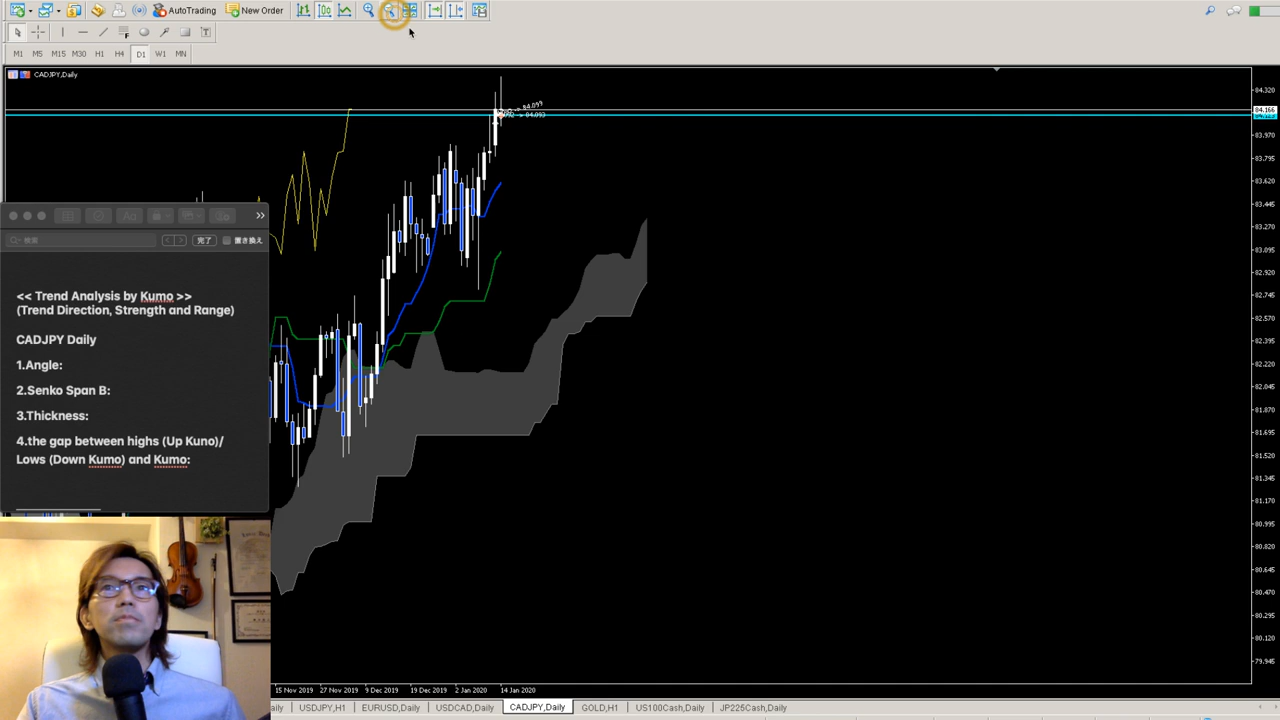 AutoTrading
New Order
M1 M5 M15 M30 H1 H4 D1 W1 MN
CADJPY,Daily
84.320
84.166
83.970
83.795
83.620
83.445
83.270
83.095
82.920
82.745
82.570
82.395
82.220
82.045
81.870
81.695
81.520
81.345
81.170
80.995
80.820
80.645
80.470
80.295
80.120
79.945
検索
完了
置き換え
<< Trend Analysis by Kumo >>
(Trend Direction, Strength and Range)
CADJPY Daily
1.Angle:
2.Senko Span B:
3.Thickness:
4.the gap between highs (Up Kuno)/
Lows (Down Kumo) and Kumo:
15 Nov 2019 27 Nov 2019 9 Dec 2019 19 Dec 2019 2 Jan 2020 14 Jan 2020
USDJPY,H1 EURUSD,Daily USDCAD,Daily CADJPY,Daily GOLD,H1 US100Cash,Daily JP225Cash,Daily